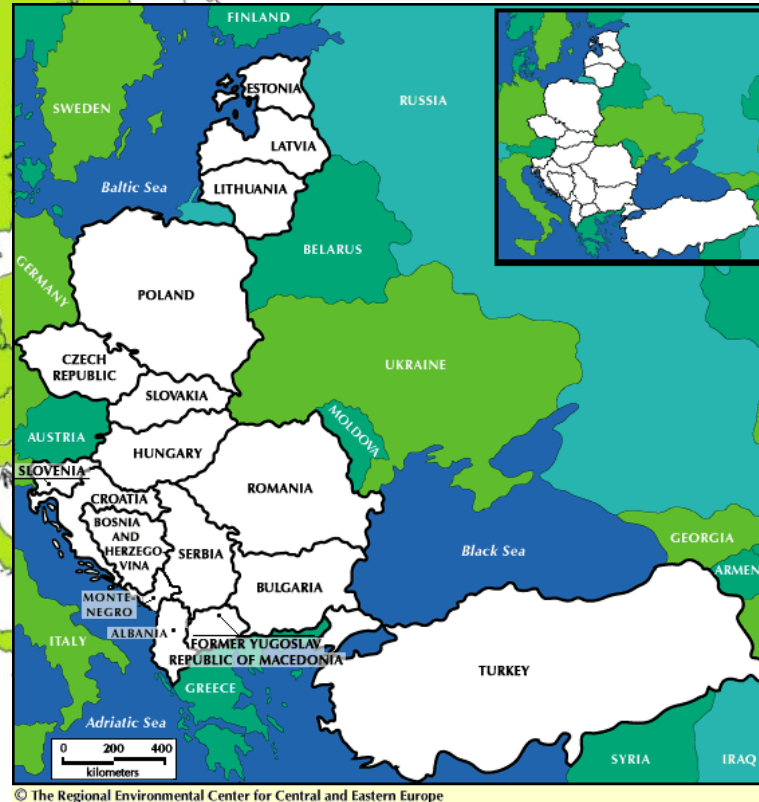 FINLAND
ESTONIA
SWEDEN
RUSSIA
LATVIA
Baltic Sea
LITHUANIA
BELARUS
GERMANY
POLAND
CZECH
REPUBLIC
UKRAINE
SLOVAKIA
MOLDOVA
AUSTRIA
HUNGARY
SLOVENIA
ROMANIA
CROATIA
BOSNIA
AND
HERZEGO
VINA
SERBIA
Black Sea
GEORGIA
ARMEN
BULGARIA
MONTE-
NEGRO
ALBANIA
ITALY
FORMER YUGOSLAV
REPUBLIC OF MACEDONIA
TURKEY
GREECE
Adriatic Sea
0 200 400
kilometers
SYRIA
IRAQ
© The Regional Environmental Center for Central and Eastern Europe